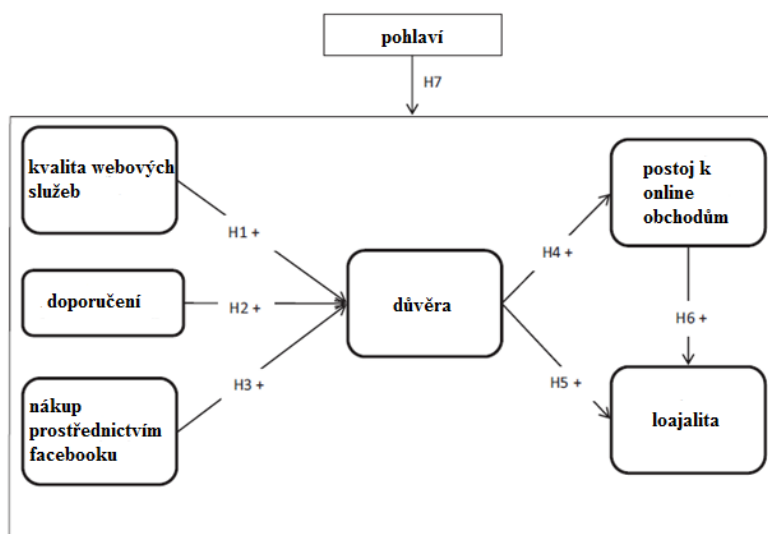 pohlaví
H7
kvalita webových
služeb
H1 +
doporučení
H2 +
nákup
prostřednictvím
facebooku
H3 +
důvěra
H4 +
postoj k
online
obchodům
H5 +
H6 +
loajalita